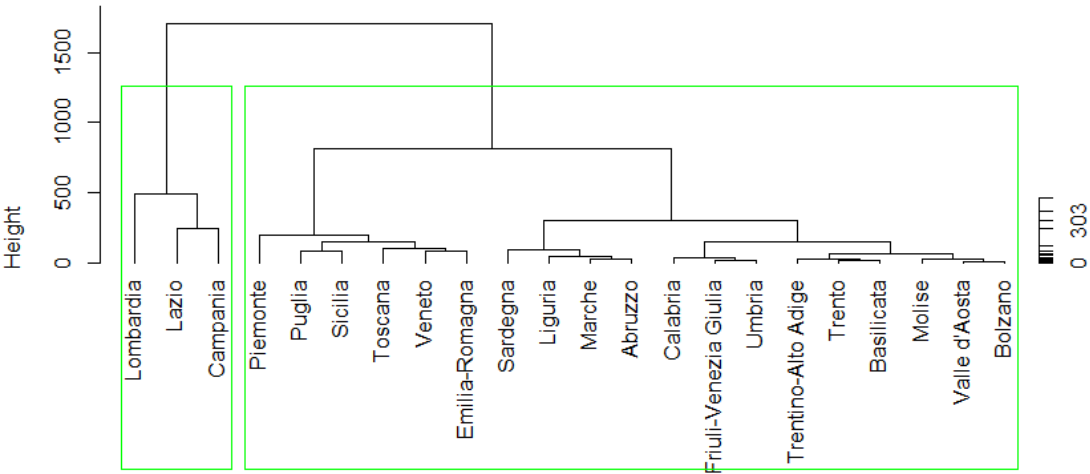 Height
0
500
1000
1500
Lombardia
Lazio
Campania
Piemonte
Puglia
Sicilia
Toscana
Veneto
Emilia-Romagna
Sardegna
Liguria
Marche
Abruzzo
Calabria
Friuli-Venezia Giulia
Umbria
Trentino-Alto Adige
Trento
Basilicata
Molise
Valle d'Aosta
Bolzano
0
303